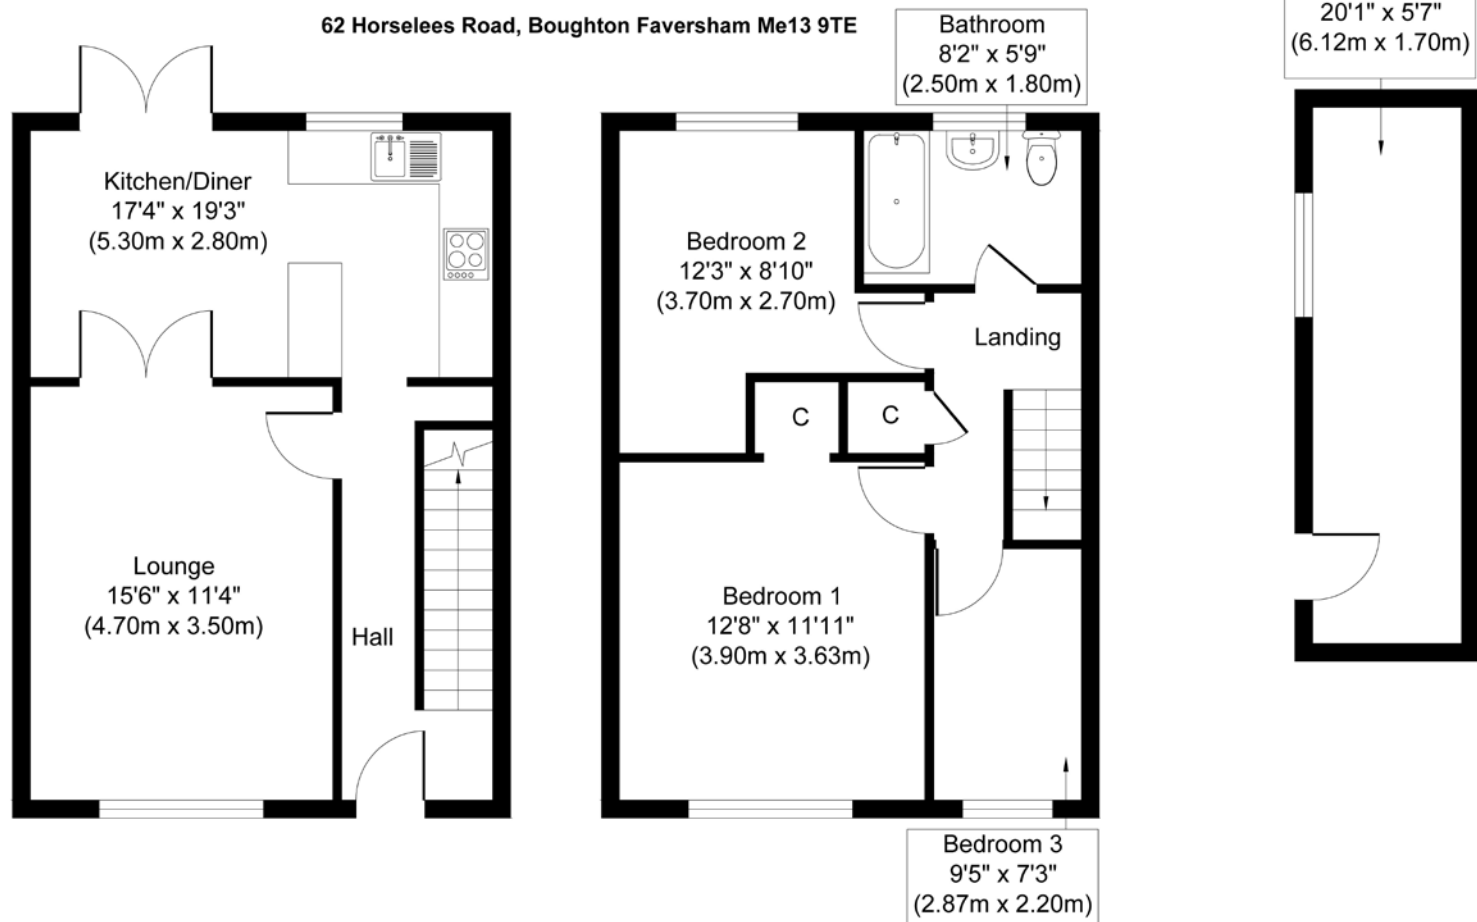 62 Horselees Road, Boughton Faversham Me13 9TE
Kitchen/Diner
17'4" x 19'3"
(5.30m x 2.80m)
Lounge
15'6" x 11'4"
(4.70m x 3.50m)
Hall
Bathroom
8'2" x 5'9"
(2.50m x 1.80m)
Bedroom 2
12'3" x 8'10"
(3.70m x 2.70m)
Landing
C
C
Bedroom 1
12'8" x 11'11"
(3.90m x 3.63m)
Bedroom 3
9'5" x 7'3"
(2.87m x 2.20m)
20'1" x 5'7"
(6.12m x 1.70m)